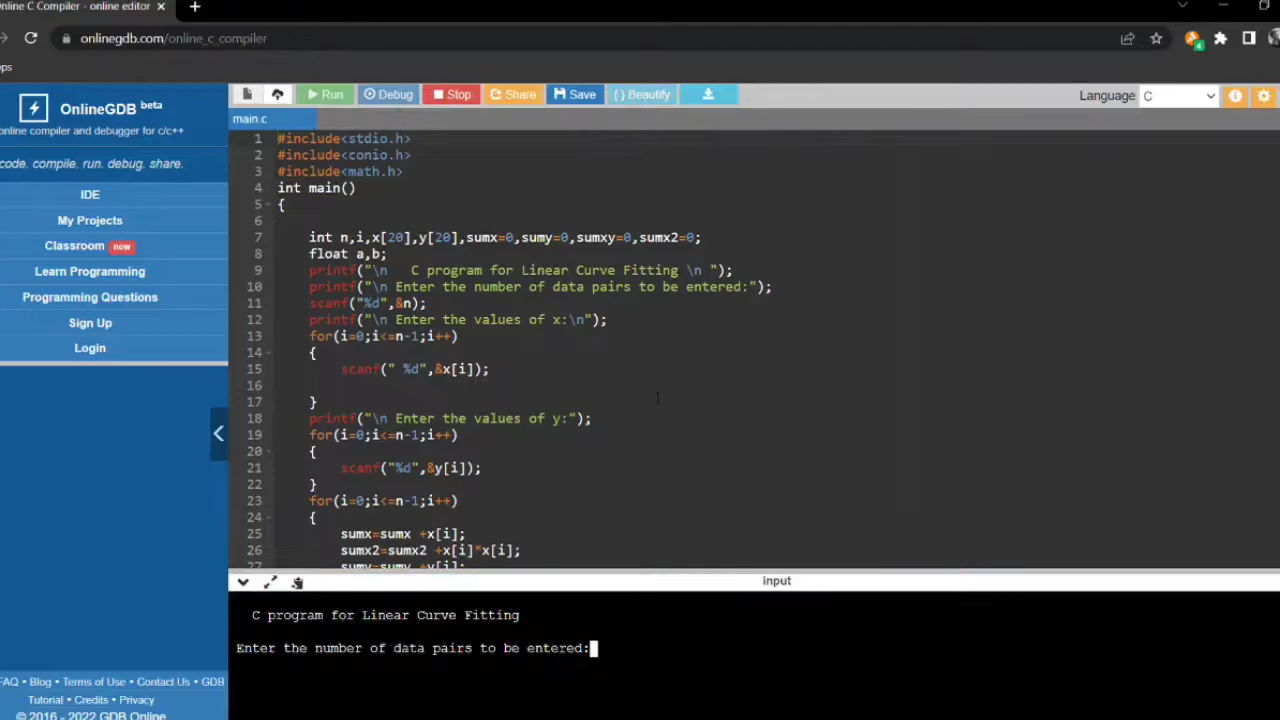 Online C Compiler - online editor
onlinegdb.com/online_c_compiler
ps
OnlineGDB beta
online compiler and debugger for c/c++
code. compile. run. debug. share.
IDE
My Projects
Classroom new
Learn Programming
Programming Questions
Sign Up
Login
FAQ • Blog • Terms of Use • Contact Us • GDB
Tutorial • Credits • Privacy
© 2016 - 2022 GDB Online
Run Debug Stop Share Save {} Beautify
Language C
main.c
1 #include<stdio.h>
2 #include<conio.h>
3 #include<math.h>
4 int main()
5 {
6
7 int n,i,x[20],y[20],sumx=0,sumy=0,sumxy=0,sumx2=0;
8 float a,b;
9 printf("\n   C program for Linear Curve Fitting \n ");
10 printf("\n Enter the number of data pairs to be entered:");
11 scanf("%d",&n);
12 printf("\n Enter the values of x:\n");
13 for(i=0;i<=n-1;i++)
14 {
15 scanf(" %d",&x[i]);
16
17 }
18 printf("\n Enter the values of y:");
19 for(i=0;i<=n-1;i++)
20 {
21 scanf("%d",&y[i]);
22 }
23 for(i=0;i<=n-1;i++)
24 {
25 sumx=sumx +x[i];
26 sumx2=sumx2 +x[i]*x[i];
27 sumy=sumy +y[i];
input
C program for Linear Curve Fitting
Enter the number of data pairs to be entered: